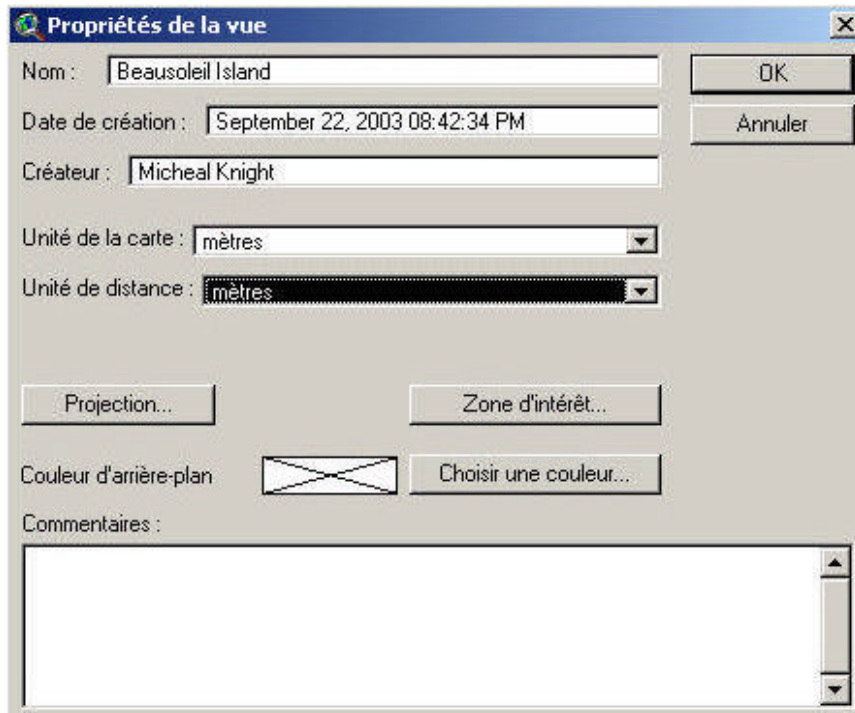 Propriétés de la vue
Nom : Beausoleil Island
OK
Date de création : September 22, 2003 08:42:34 PM
Annuler
Créateur : Micheal Knight
Unité de la carte : mètres
Unité de distance : mètres
Projection...
Zone d'intérêt...
Couleur d'arrière-plan
Choisir une couleur...
Commentaires :